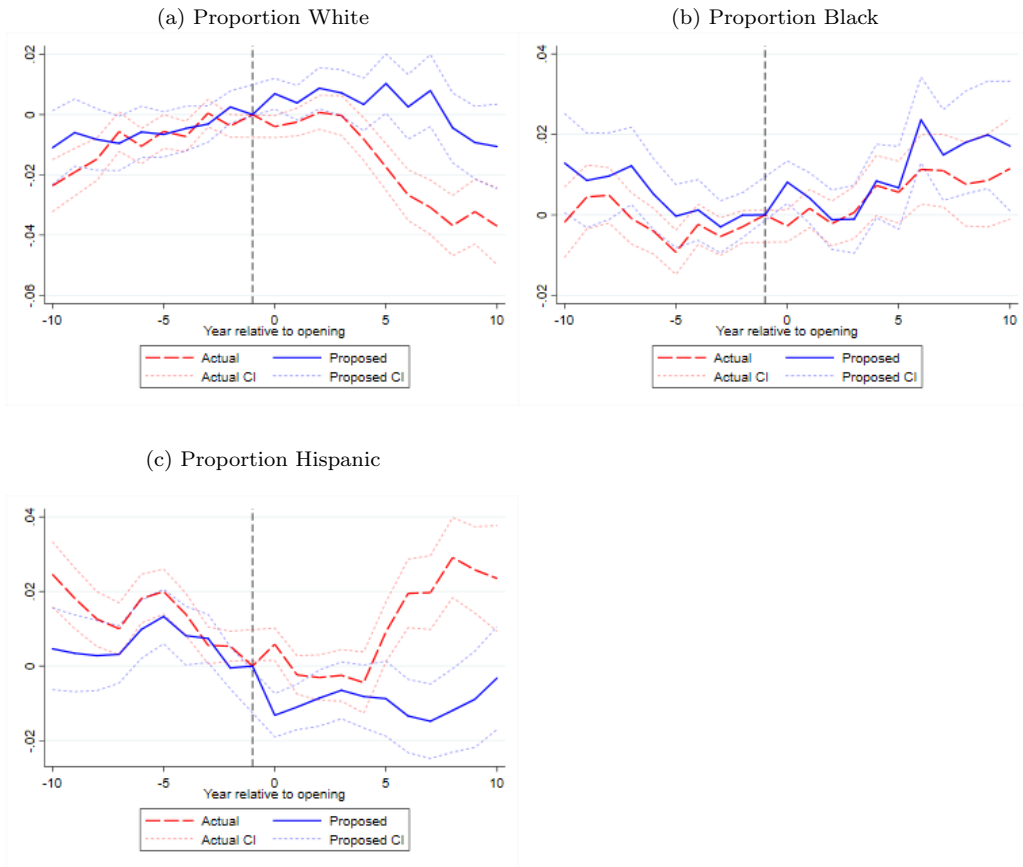 (a) Proportion White
.02
0
-.02
-.04
-.06
-10 -5 0 5 10
Year relative to opening
Actual Proposed
Actual CI Proposed CI
(b) Proportion Black
.04
.02
0
-.02
-10 -5 0 5 10
Year relative to opening
Actual Proposed
Actual CI Proposed CI
(c) Proportion Hispanic
.04
.02
0
-.02
-10 -5 0 5 10
Year relative to opening
Actual Proposed
Actual CI Proposed CI